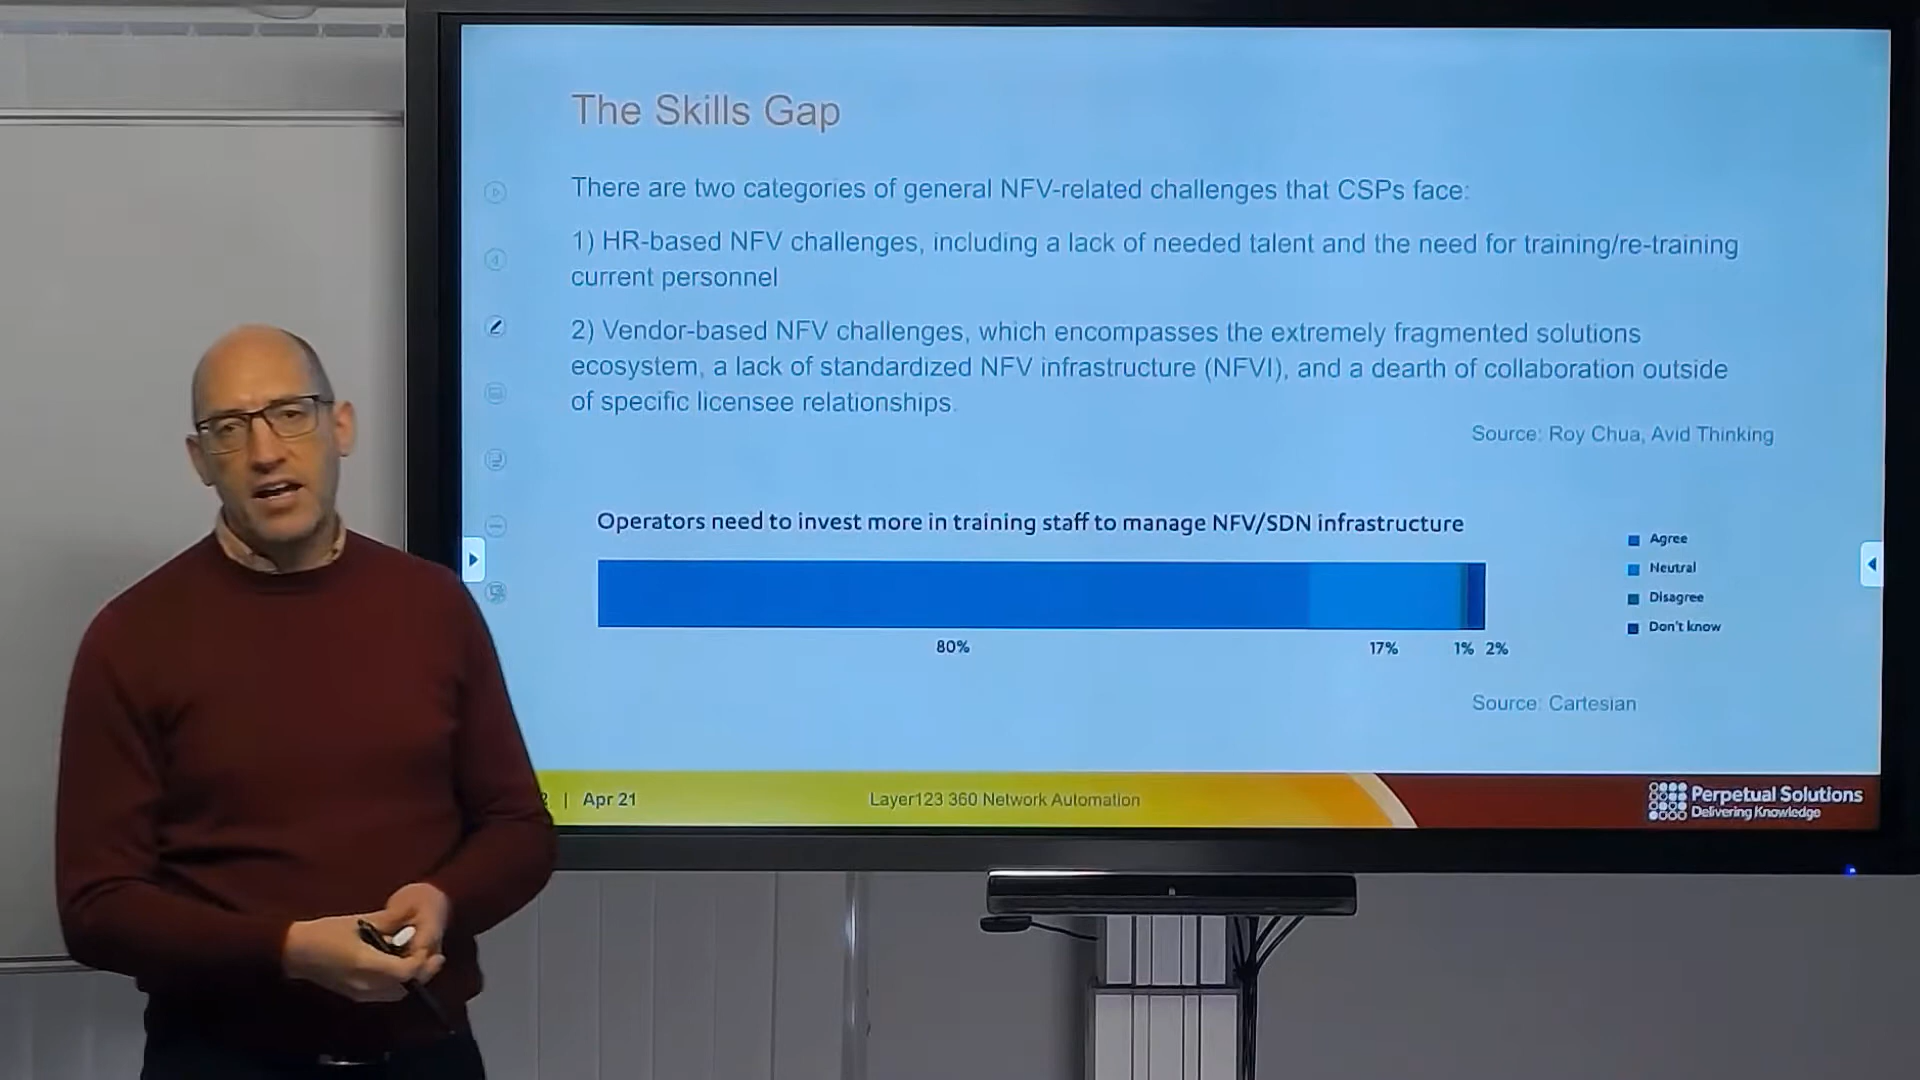 The Skills Gap
There are two categories of general NFV-related challenges that CSPs face:
1) HR-based NFV challenges, including a lack of needed talent and the need for training/re-training
current personnel
2) Vendor-based NFV challenges, which encompasses the extremely fragmented solutions
ecosystem, a lack of standardized NFV infrastructure (NFVI), and a dearth of collaboration outside
of specific licensee relationships.
Source: Roy Chua, Avid Thinking
Operators need to invest more in training staff to manage NFV/SDN infrastructure
Agree
Neutral
Disagree
Don't know
80% 17% 1% 2%
Source: Cartesian
| Apr 21
Layer123 360 Network Automation
Perpetual Solutions
Delivering Knowledge